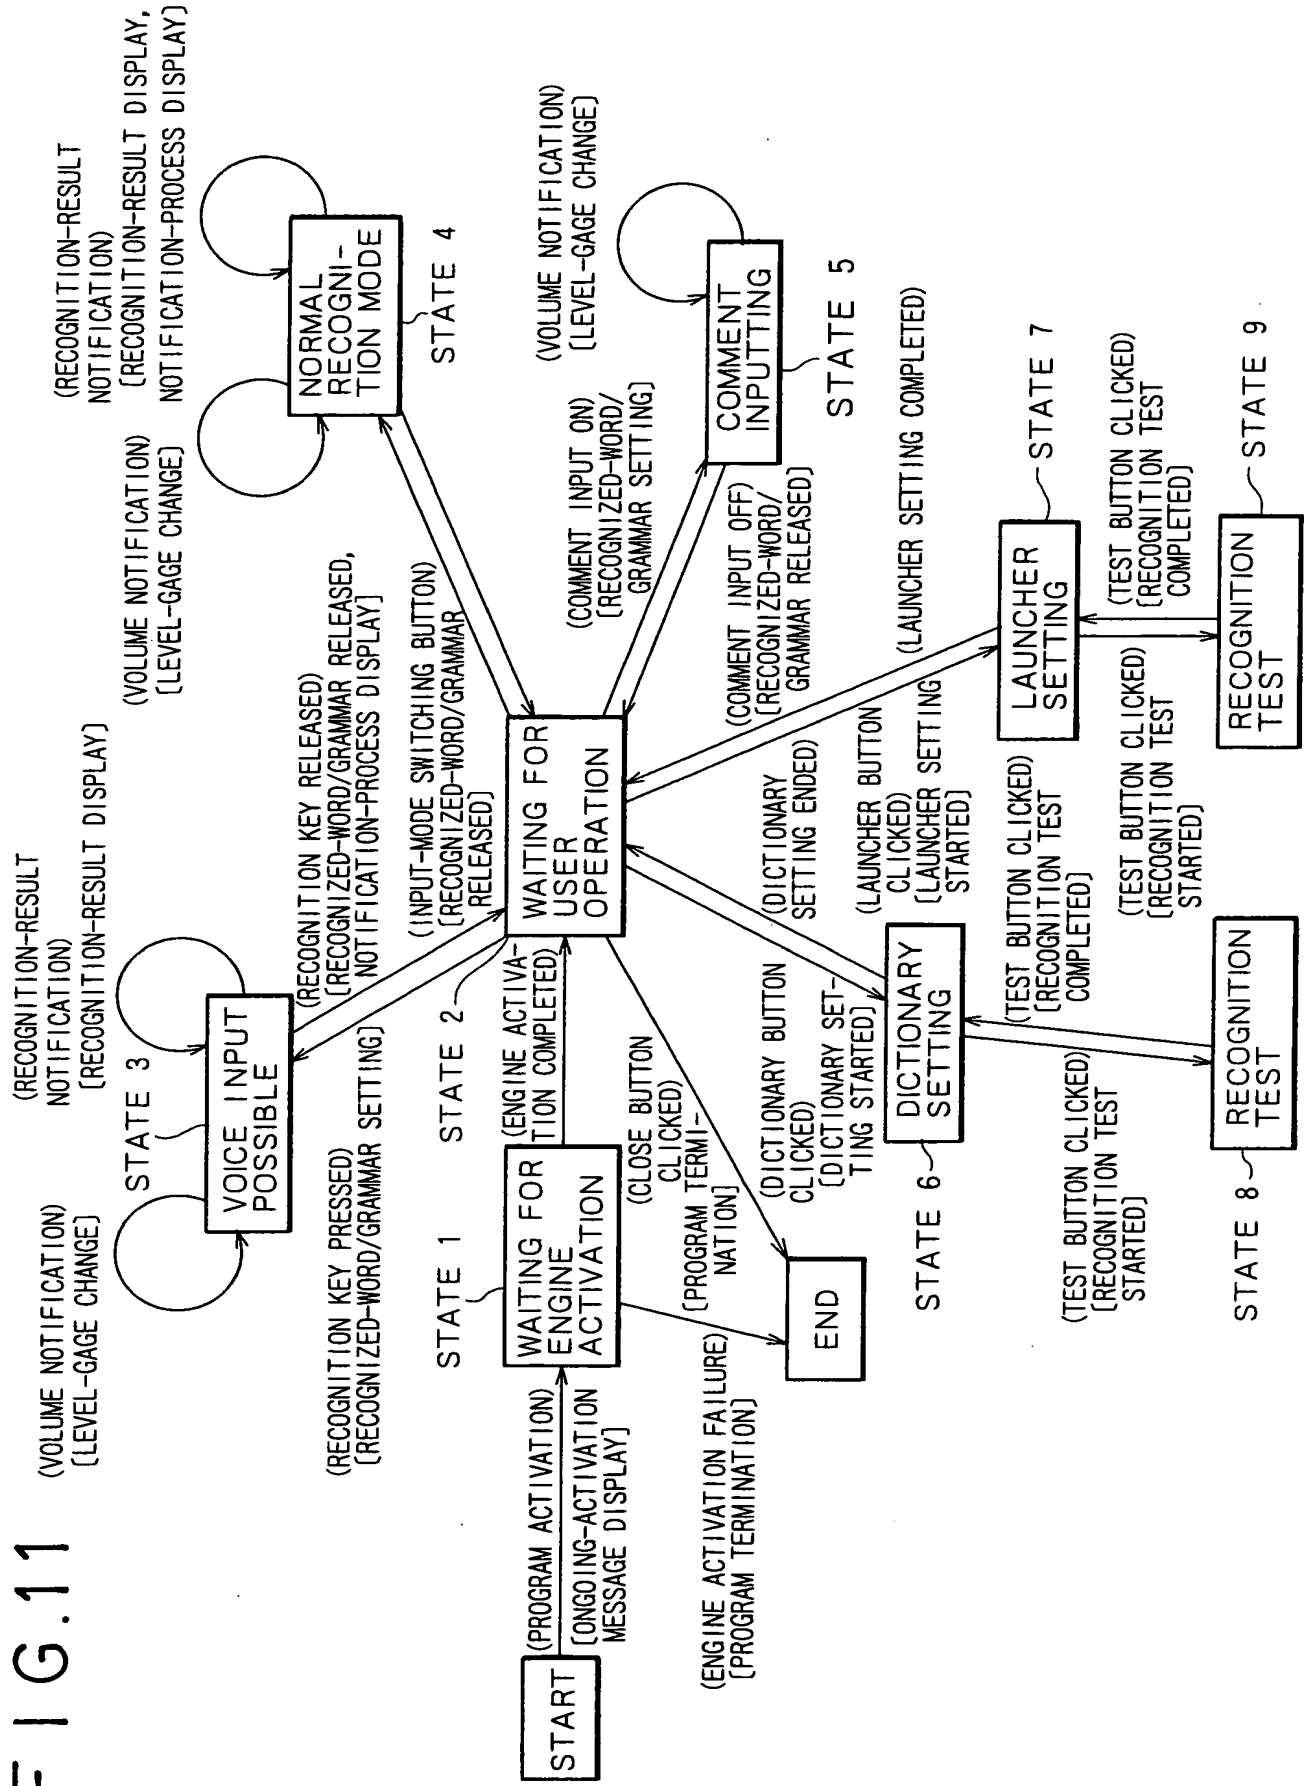 FIG.11
(VOLUME NOTIFICATION)
[LEVEL-GAGE CHANGE]
(RECOGNITION-RESULT
NOTIFICATION)
[RECOGNITION-RESULT DISPLAY]
STATE 3
VOICE INPUT
POSSIBLE
(VOLUME NOTIFICATION)
[LEVEL-GAGE CHANGE]
(RECOGNITION-RESULT
NOTIFICATION)
[RECOGNITION-RESULT DISPLAY,
NOTIFICATION-PROCESS DISPLAY]
NORMAL
RECOGNI-
TION MODE
STATE 4
(RECOGNITION KEY PRESSED)
[RECOGNIZED-WORD/GRAMMAR SETTING]
(RECOGNITION KEY RELEASED)
[RECOGNIZED-WORD/GRAMMAR RELEASED,
NOTIFICATION-PROCESS DISPLAY]
(INPUT-MODE SWITCHING BUTTON)
[RECOGNIZED-WORD/GRAMMAR
RELEASED]
STATE 1
WAITING FOR
ENGINE
ACTIVATION
STATE 2
(ENGINE ACTIVA-
TION COMPLETED)
WAITING FOR
USER
OPERATION
START
(PROGRAM ACTIVATION)
[ONGOING-ACTIVATION
MESSAGE DISPLAY]
(VOLUME NOTIFICATION)
[LEVEL-GAGE CHANGE]
(COMMENT INPUT ON)
[RECOGNIZED-WORD/
GRAMMAR SETTING]
COMMENT
INPUTTING
STATE 5
(COMMENT INPUT OFF)
[RECOGNIZED-WORD/
GRAMMAR RELEASED]
(ENGINE ACTIVATION FAILURE)
[PROGRAM TERMINATION]
(CLOSE BUTTON
CLICKED)
[PROGRAM TERMI-
NATION]
END
(DICTIONARY BUTTON
CLICKED)
[DICTIONARY SET-
TING STARTED]
(DICTIONARY
SETTING ENDED)
(LAUNCHER BUTTON
CLICKED)
[LAUNCHER SETTING
STARTED]
(LAUNCHER SETTING COMPLETED)
STATE 6
DICTIONARY
SETTING
LAUNCHER
SETTING
STATE 7
(TEST BUTTON CLICKED)
[RECOGNITION TEST
STARTED]
(TEST BUTTON CLICKED)
[RECOGNITION TEST
COMPLETED]
(TEST BUTTON CLICKED)
[RECOGNITION TEST
STARTED]
(TEST BUTTON CLICKED)
[RECOGNITION TEST
COMPLETED]
STATE 8
RECOGNITION
TEST
RECOGNITION
TEST
STATE 9